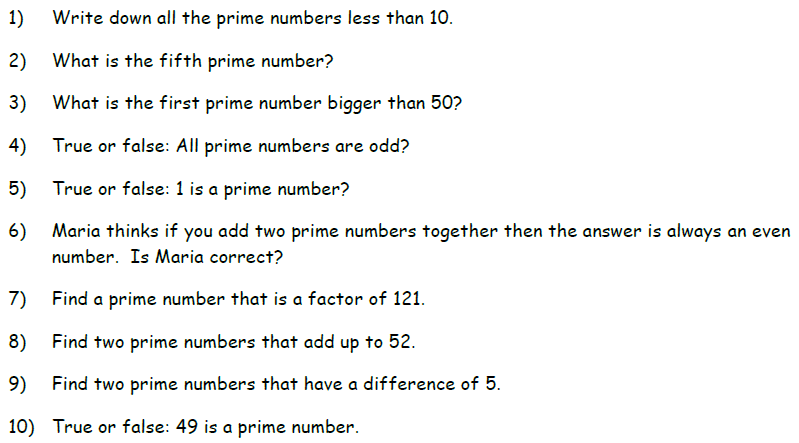 1) Write down all the prime numbers less than 10.
2) What is the fifth prime number?
3) What is the first prime number bigger than 50?
4) True or false: All prime numbers are odd?
5) True or false: 1 is a prime number?
6) Maria thinks if you add two prime numbers together then the answer is always an even
number. Is Maria correct?
7) Find a prime number that is a factor of 121.
8) Find two prime numbers that add up to 52.
9) Find two prime numbers that have a difference of 5.
10) True or false: 49 is a prime number.